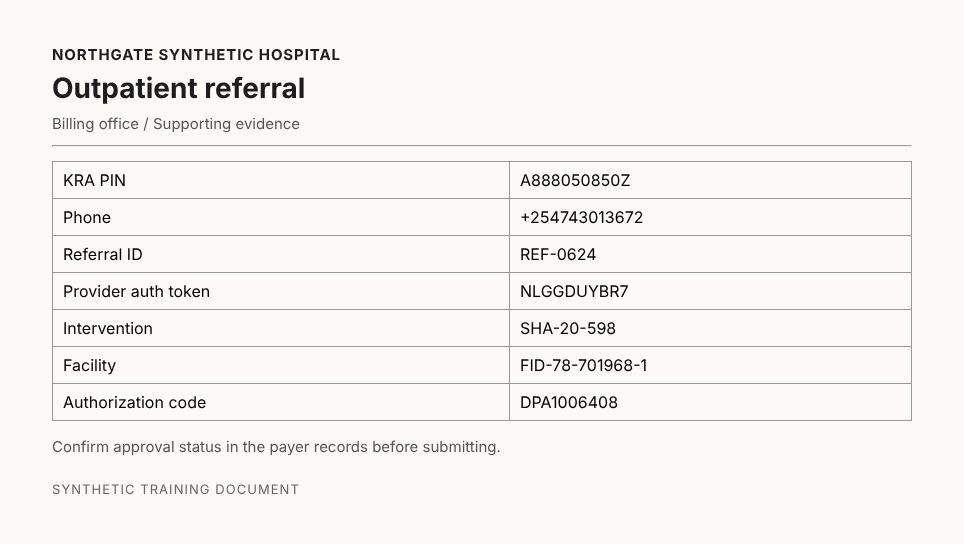 NORTHGATE SYNTHETIC HOSPITAL
Outpatient referral
Billing office / Supporting evidence
KRA PIN A888050850Z
Phone +254743013672
Referral ID REF-0624
Provider auth token NLGGDUYBR7
Intervention SHA-20-598
Facility FID-78-701968-1
Authorization code DPA1006408
Confirm approval status in the payer records before submitting.
SYNTHETIC TRAINING DOCUMENT